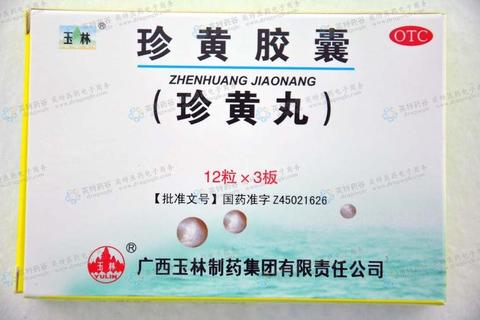 玉林®
OTC
珍黄胶囊
ZHENHUANG JIAONANG
(珍黄丸)
12粒×3板
【批准文号】国药准字Z45021626
玉林
YULIN
®
广西玉林制药集团有限责任公司